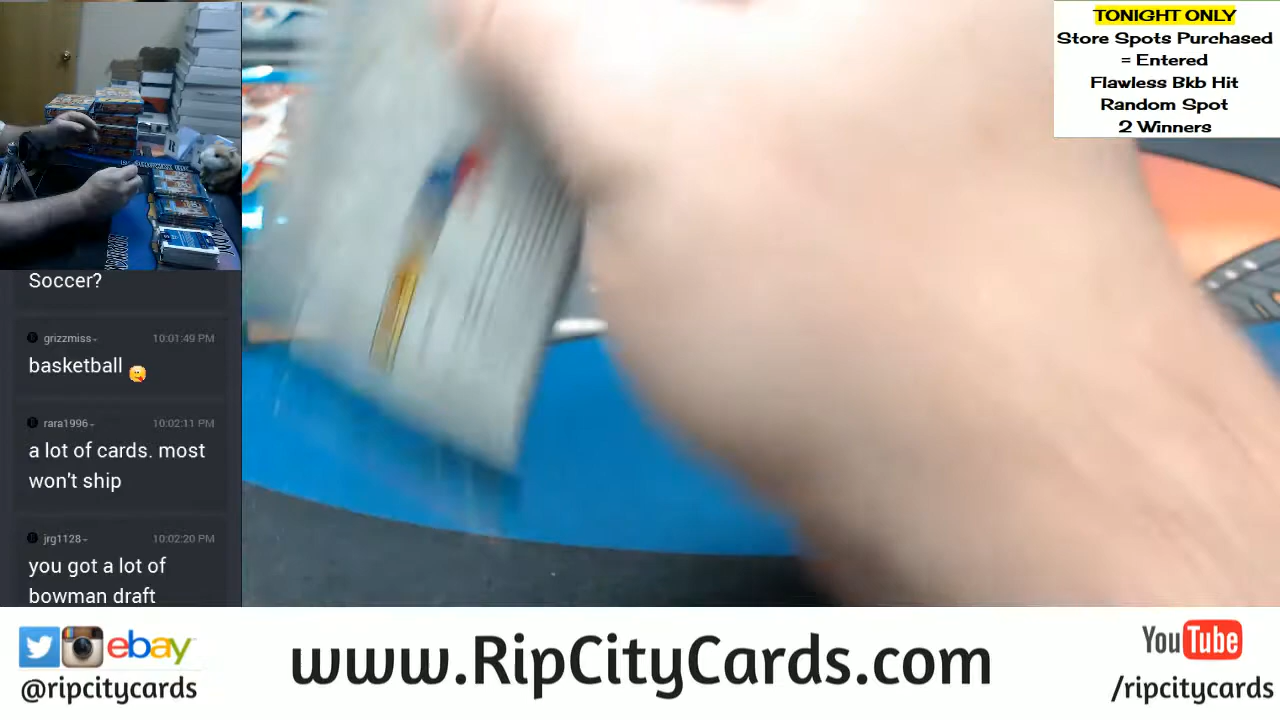 TONIGHT ONLY
Store Spots Purchased
= Entered
Flawless Bkb Hit
Random Spot
2 Winners
Soccer?
grizzmiss
10:01:49 PM
basketball
rara1996
10:02:11 PM
a lot of cards. most
won't ship
jrg1128
10:02:20 PM
you got a lot of
bowman draft
ebay
@ripcitycards
www.RipCityCards.com
YouTube
/ripcitycards